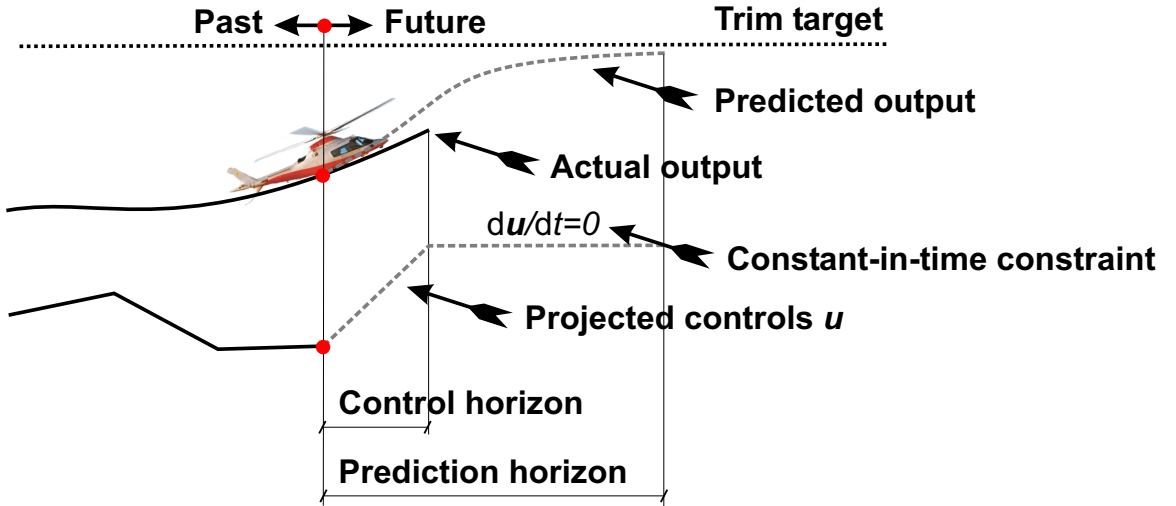 Past
Future
Trim target
Predicted output
Actual output
du/dt=0
Constant-in-time constraint
Projected controls u
Control horizon
Prediction horizon